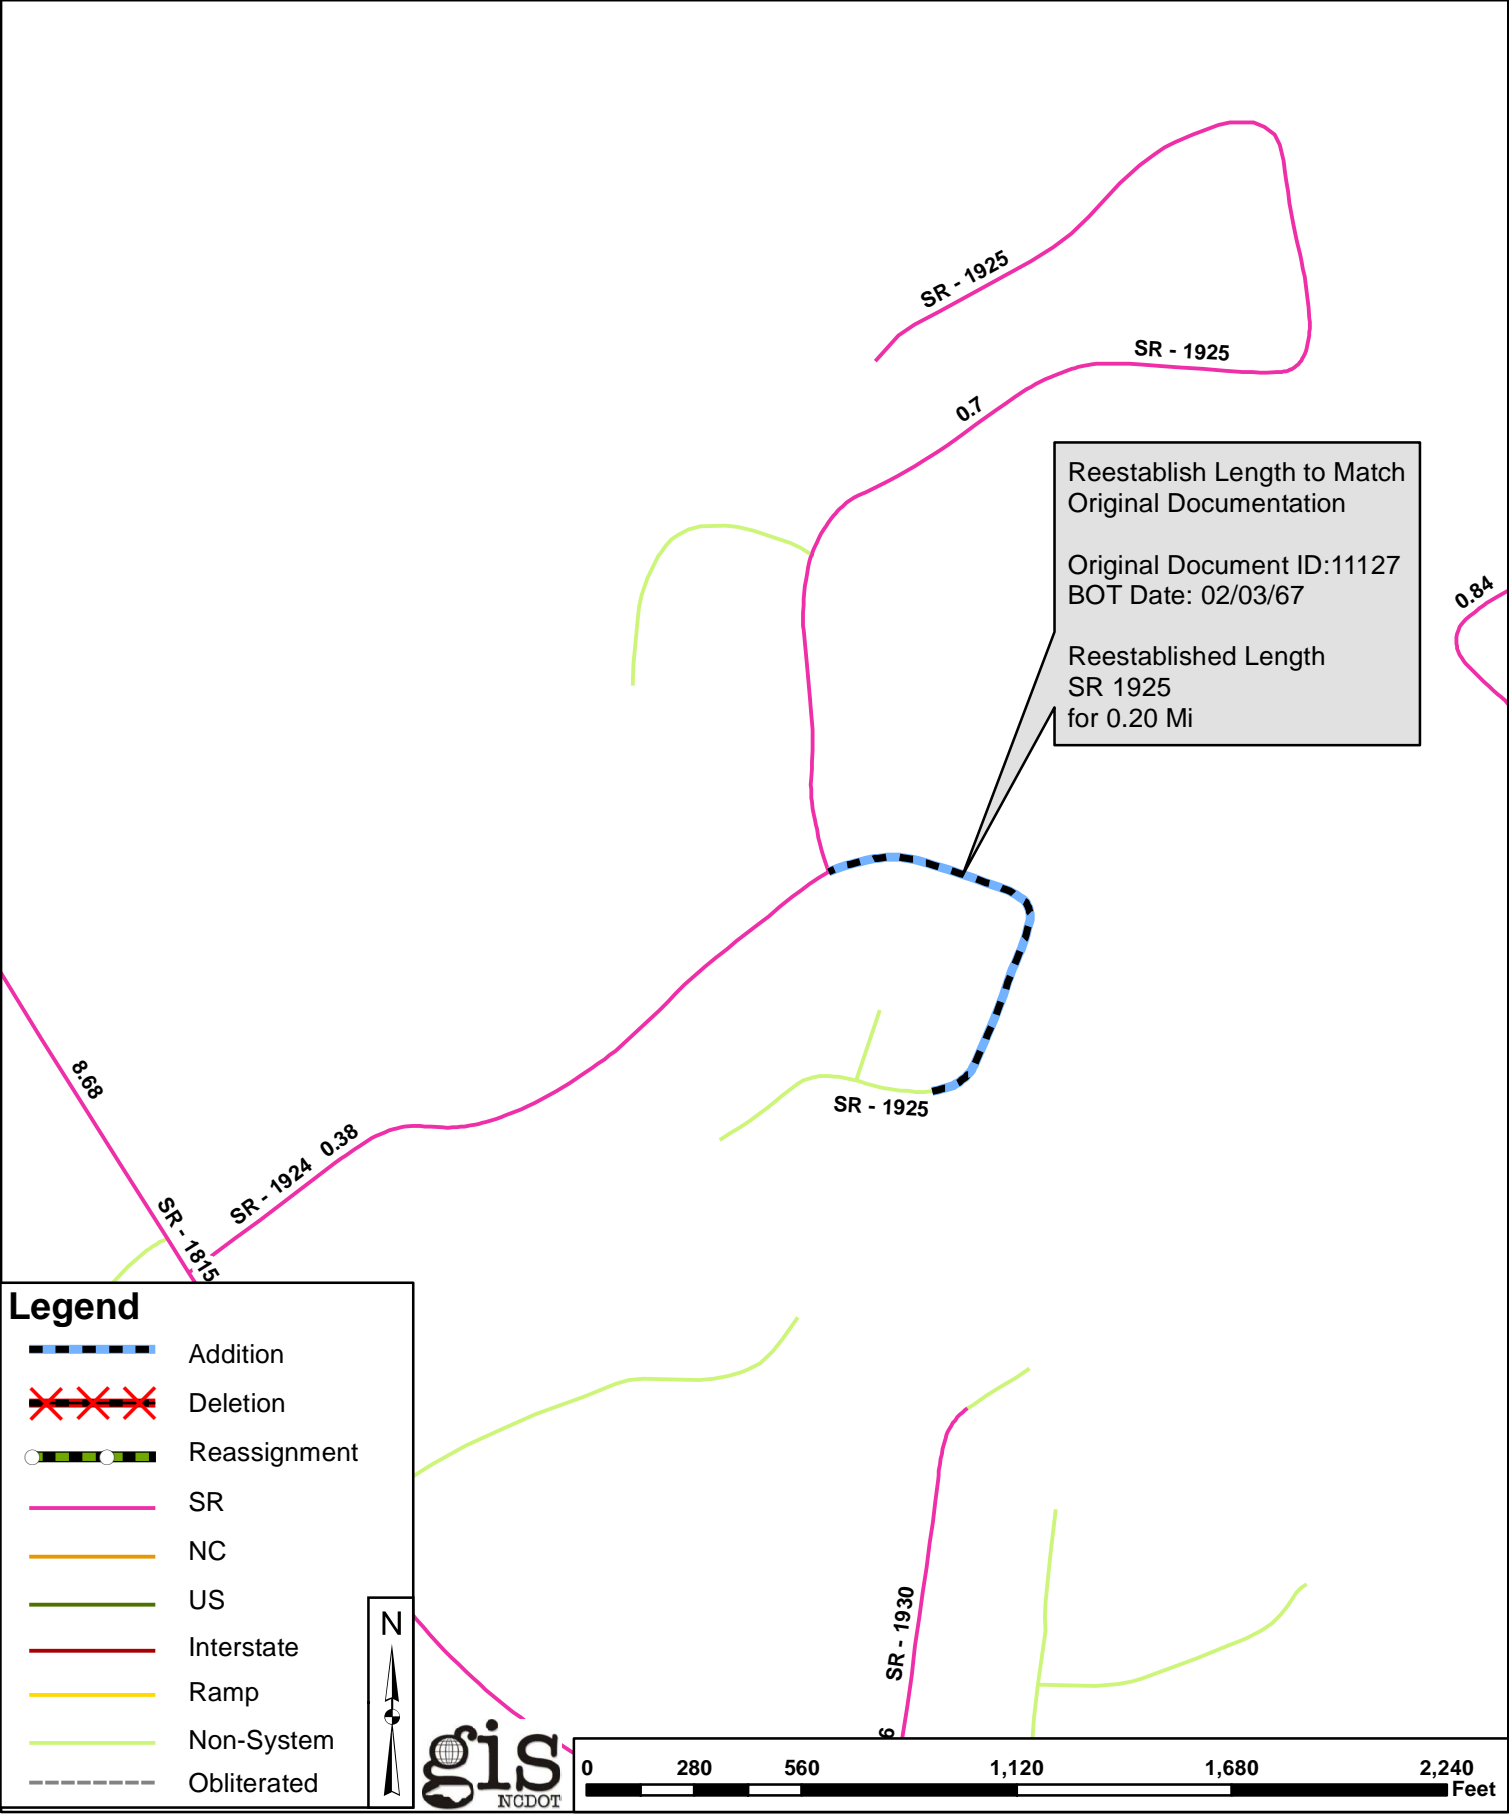 SR - 1925
SR - 1925
0.7
Reestablish Length to Match
Original Documentation
Original Document ID:11127
BOT Date: 02/03/67
Reestablished Length
SR 1925
for 0.20 Mi
0.84
8.68
SR - 1925
SR - 1924 0.38
SR - 1815
Legend
Addition
Deletion
Reassignment
SR
NC
US
Interstate
Ramp
Non-System
Obliterated
N
SR - 1930
6
gis
NCDOT
0 280 560 1,120 1,680 2,240
Feet